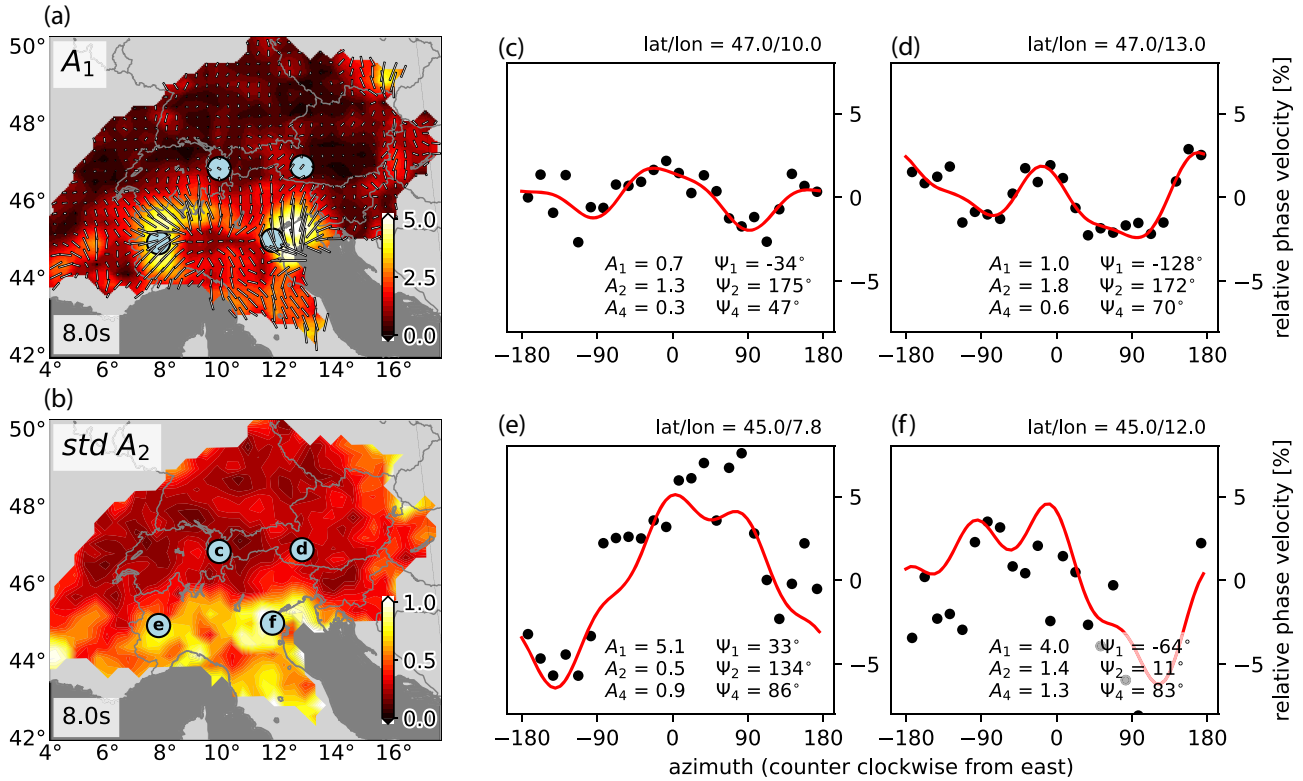 (a)
A₁
50°
48°
46°
44°
42°
5.0
2.5
0.0
8.0s
4° 6° 8° 10° 12° 14° 16°
(b)
std A₂
50°
48°
46°
44°
42°
c d
e f
1.0
0.5
0.0
8.0s
4° 6° 8° 10° 12° 14° 16°
(c)
lat/lon = 47.0/10.0
A₁ = 0.7 Ψ₁ = -34°
A₂ = 1.3 Ψ₂ = 175°
A₄ = 0.3 Ψ₄ = 47°
5
0
−5
−180 −90 0 90 180
(d)
lat/lon = 47.0/13.0
A₁ = 1.0 Ψ₁ = -128°
A₂ = 1.8 Ψ₂ = 172°
A₄ = 0.6 Ψ₄ = 70°
5
0
−5
relative phase velocity [%]
−180 −90 0 90 180
(e)
lat/lon = 45.0/7.8
A₁ = 5.1 Ψ₁ = 33°
A₂ = 0.5 Ψ₂ = 134°
A₄ = 0.9 Ψ₄ = 86°
5
0
−5
−180 −90 0 90 180
(f)
lat/lon = 45.0/12.0
A₁ = 4.0 Ψ₁ = -64°
A₂ = 1.4 Ψ₂ = 11°
A₄ = 1.3 Ψ₄ = 83°
5
0
−5
relative phase velocity [%]
−180 −90 0 90 180
azimuth (counter clockwise from east)